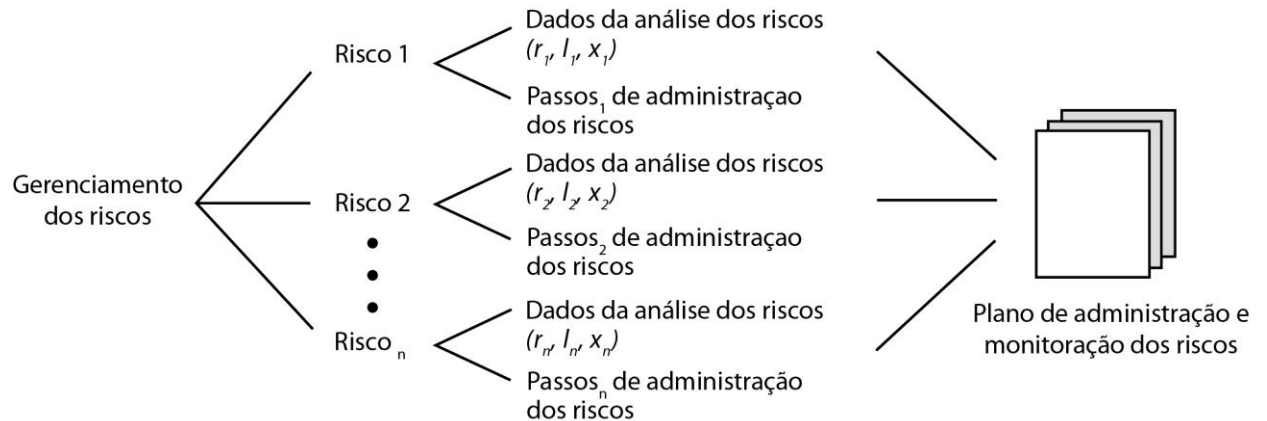 Gerenciamento
dos riscos
Risco 1
Dados da análise dos riscos
(r₁, l₁, x₁)
Passos₁ de administraçao
dos riscos
Risco 2
Dados da análise dos riscos
(r₂, l₂, x₂)
Passos₂ de administraçao
dos riscos
Risco ₙ
Dados da análise dos riscos
(rₙ, lₙ, xₙ)
Passosₙ de administração
dos riscos
Plano de administração e
monitoração dos riscos